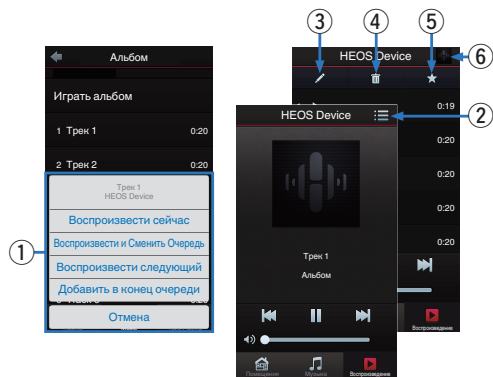 Альбом
Играть альбом
1 Трек 1 0:20
2 Трек 2 0:20
Трек 1
HEOS Device
Воспроизвести сейчас
Воспроизвести и Сменить Очередь
Воспроизвести следующий
Добавить в конец очереди
Отмена
1
HEOS Device
2
Трек 1
Альбом
Помещения
Музыка
Воспроизведение
3
4
5
6
HEOS Device
0:19
0:20
0:20
0:20
0:20
Воспроизведение